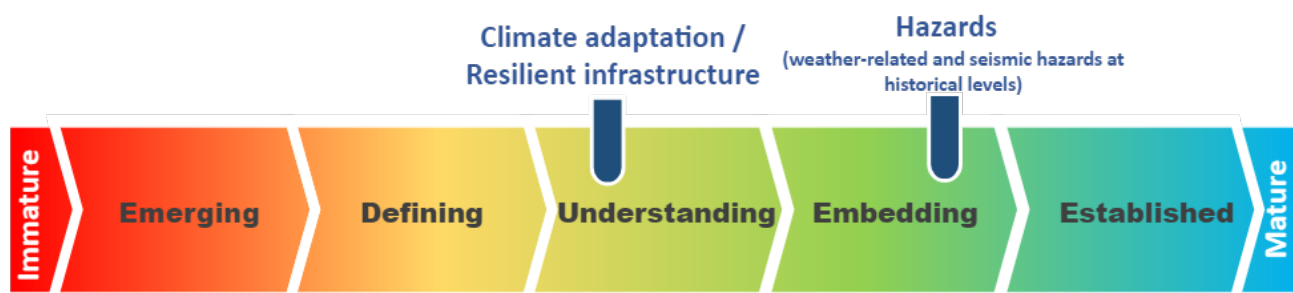 Climate adaptation /
Resilient infrastructure
Hazards
(weather-related and seismic hazards at
historical levels)
Immature
Emerging
Defining
Understanding
Embedding
Established
Mature